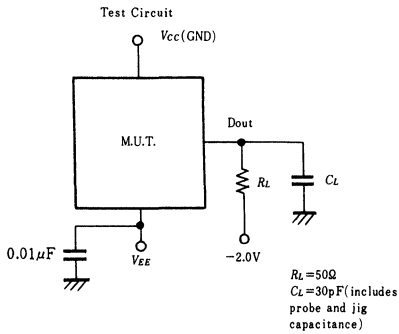 Test Circuit
Vcc(GND)
M.U.T.
Dout
RL
CL
0.01μF
VEE
−2.0V
RL=50Ω
CL=30pF(includes
probe and jig
capacitance)